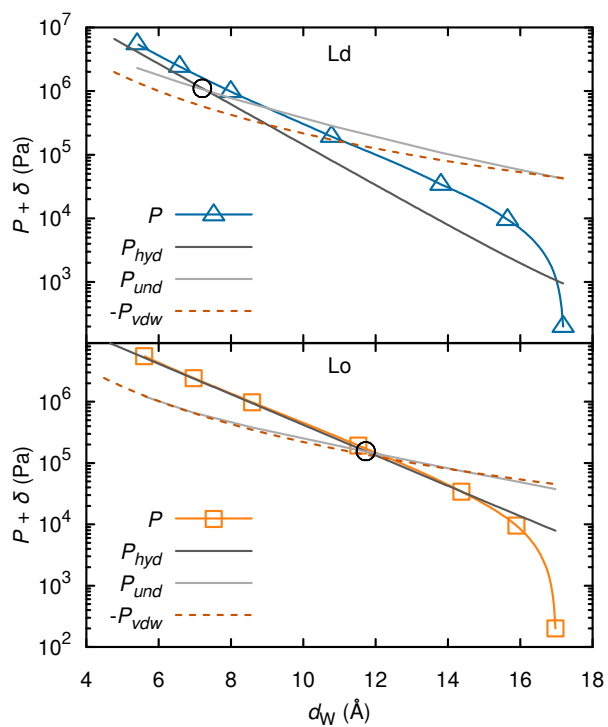 Ld
10^7
10^6
10^5
10^4
10^3
P + δ (Pa)
P
P_hyd
P_und
-P_vdw
Lo
10^6
10^5
10^4
10^3
10^2
P + δ (Pa)
P
P_hyd
P_und
-P_vdw
4 6 8 10 12 14 16 18
d_W (Å)